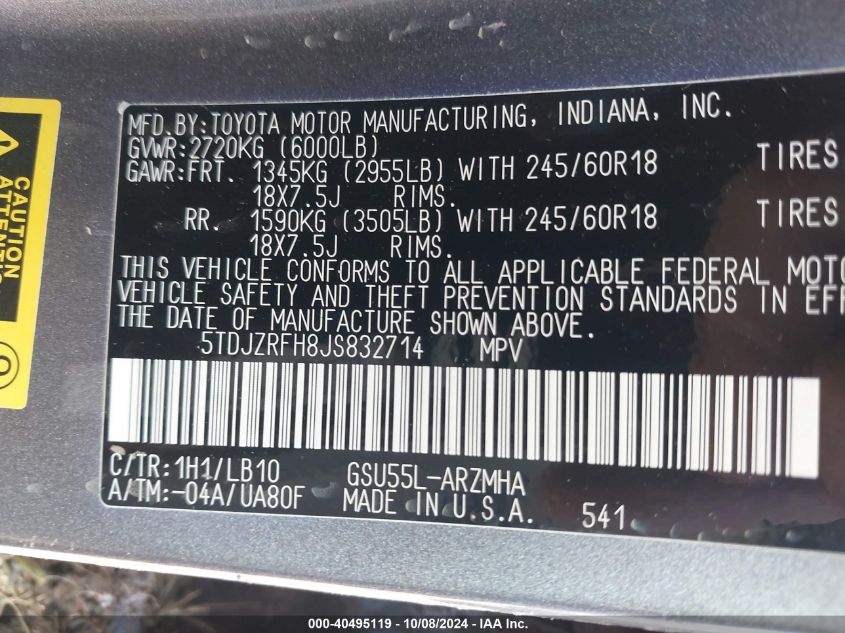 MFD.BY:TOYOTA MOTOR MANUFACTURING, INDIANA, INC.
GVWR:2720KG (6000LB)
GAWR:FRT. 1345KG (2955LB) WITH 245/60R18 TIRES
18X7.5J RIMS.
RR. 1590KG (3505LB) WITH 245/60R18 TIRES
18X7.5J RIMS.
THIS VEHICLE CONFORMS TO ALL APPLICABLE FEDERAL MOTO
VEHICLE SAFETY AND THEFT PREVENTION STANDARDS IN EFF
THE DATE OF MANUFACTURE SHOWN ABOVE.
5TDJZRFH8JS832714 MPV
C/TR:1H1/LB10 GSU55L-ARZMHA
A/TM:-04A/UA80F MADE IN U.S.A. 541
CAUTION
ATTENTIO
000-40495119 - 10/08/2024 - IAA Inc.